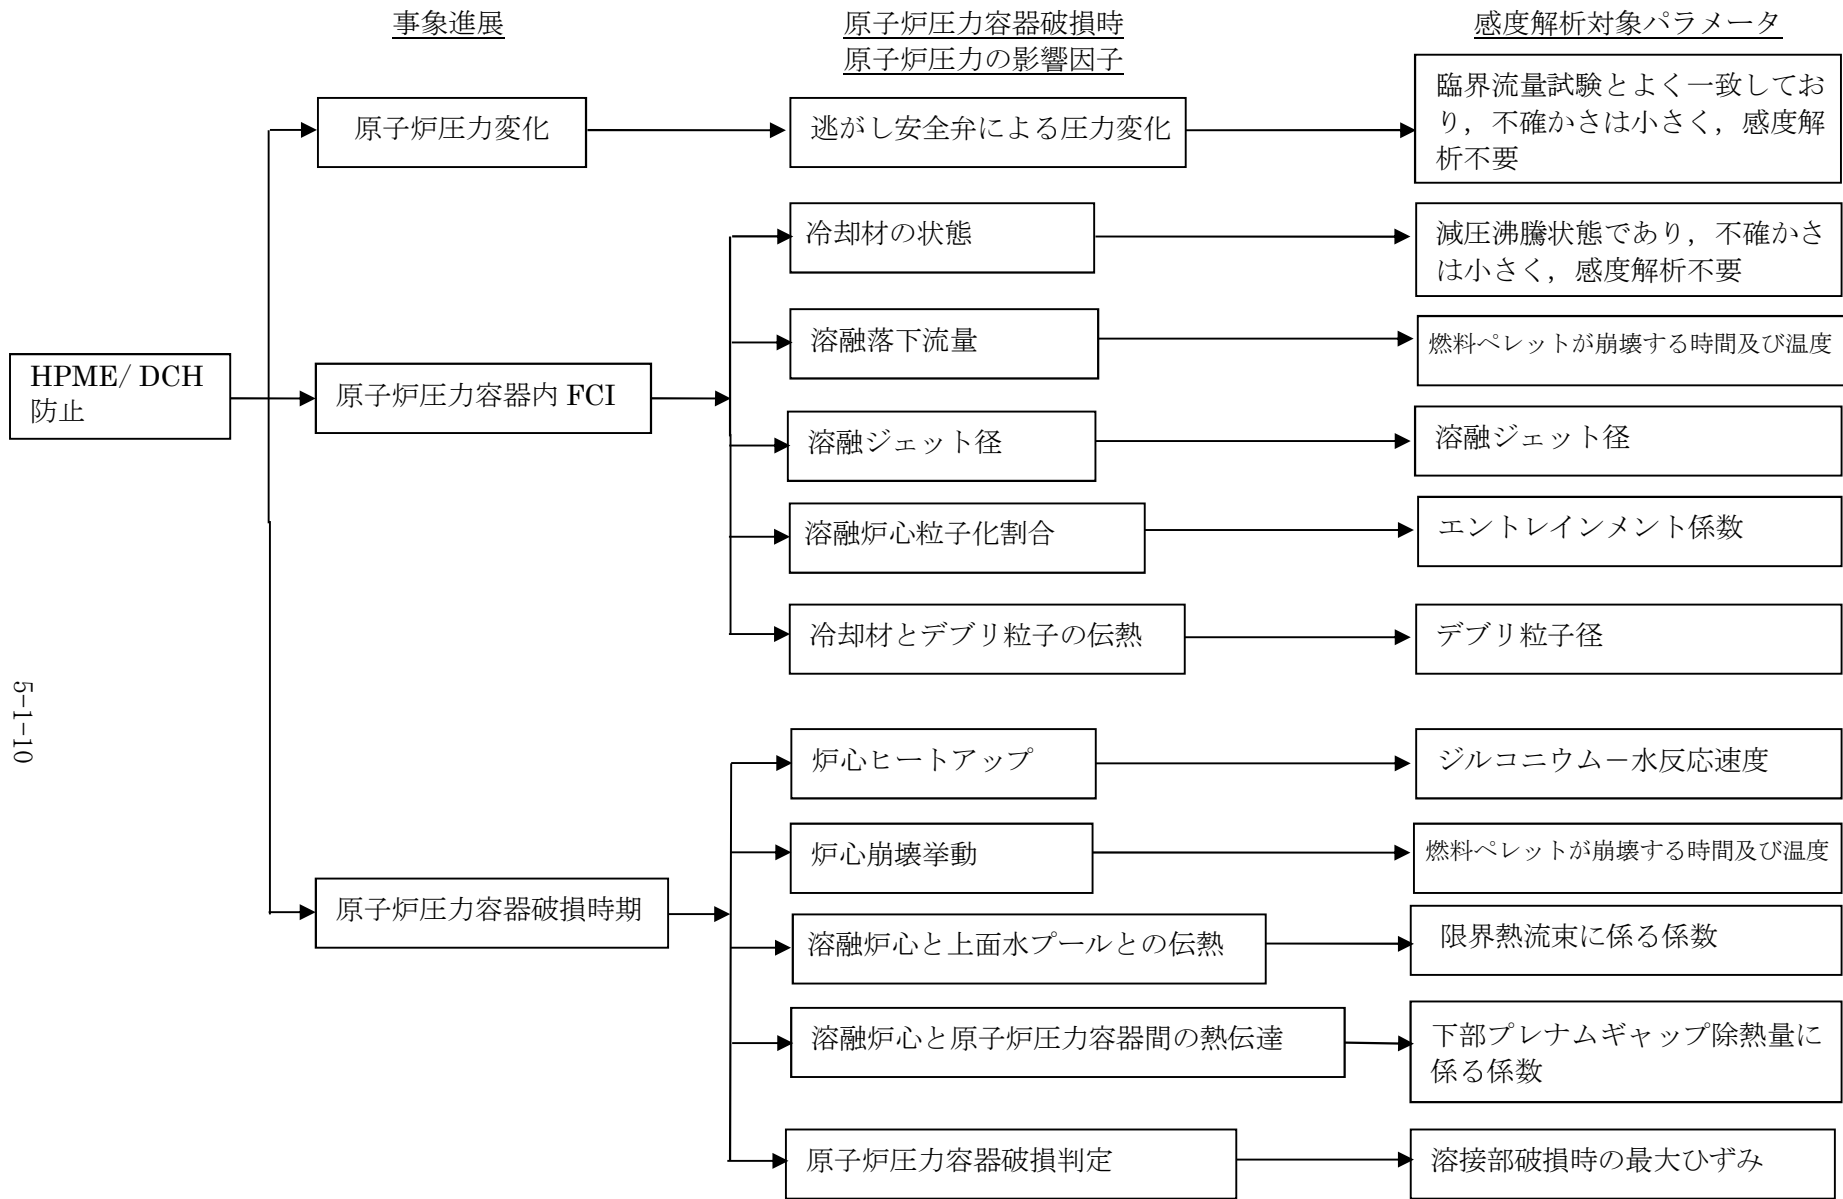 事象進展
原子炉圧力容器破損時
原子炉圧力の影響因子
感度解析対象パラメータ
HPME/ DCH
防止
原子炉圧力変化
逃がし安全弁による圧力変化
臨界流量試験とよく一致してお
り，不確かさは小さく，感度解
析不要
原子炉圧力容器内 FCI
冷却材の状態
減圧沸騰状態であり，不確かさ
は小さく，感度解析不要
溶融落下流量
燃料ペレットが崩壊する時間及び温度
溶融ジェット径
溶融ジェット径
溶融炉心粒子化割合
エントレインメント係数
冷却材とデブリ粒子の伝熱
デブリ粒子径
原子炉圧力容器破損時期
炉心ヒートアップ
ジルコニウム－水反応速度
炉心崩壊挙動
燃料ペレットが崩壊する時間及び温度
溶融炉心と上面水プールとの伝熱
限界熱流束に係る係数
溶融炉心と原子炉圧力容器間の熱伝達
下部プレナムギャップ除熱量に
係る係数
原子炉圧力容器破損判定
溶接部破損時の最大ひずみ
5-1-10